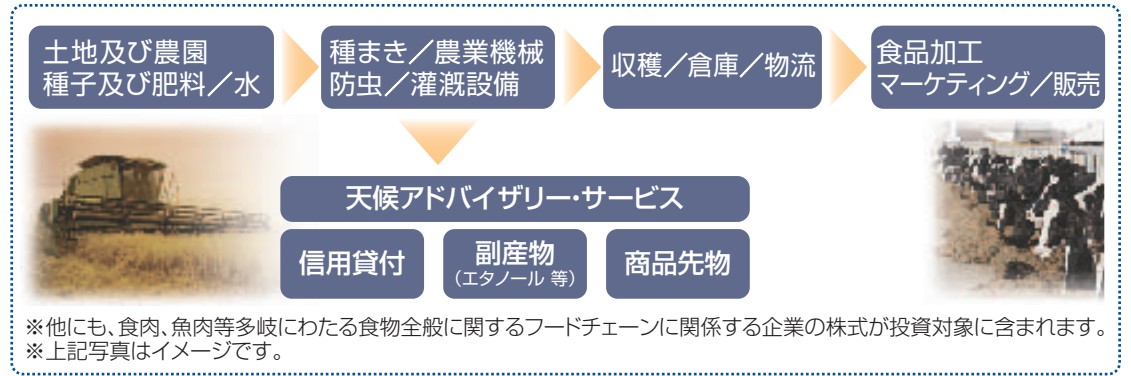 土地及び農園
種子及び肥料／水
種まき／農業機械
防虫／灌漑設備
収穫／倉庫／物流
食品加工
マーケティング／販売
天候アドバイザリー・サービス
信用貸付
副産物
（エタノール 等）
商品先物
※他にも、食肉、魚肉等多岐にわたる食物全般に関するフードチェーンに関係する企業の株式が投資対象に含まれます。
※上記写真はイメージです。